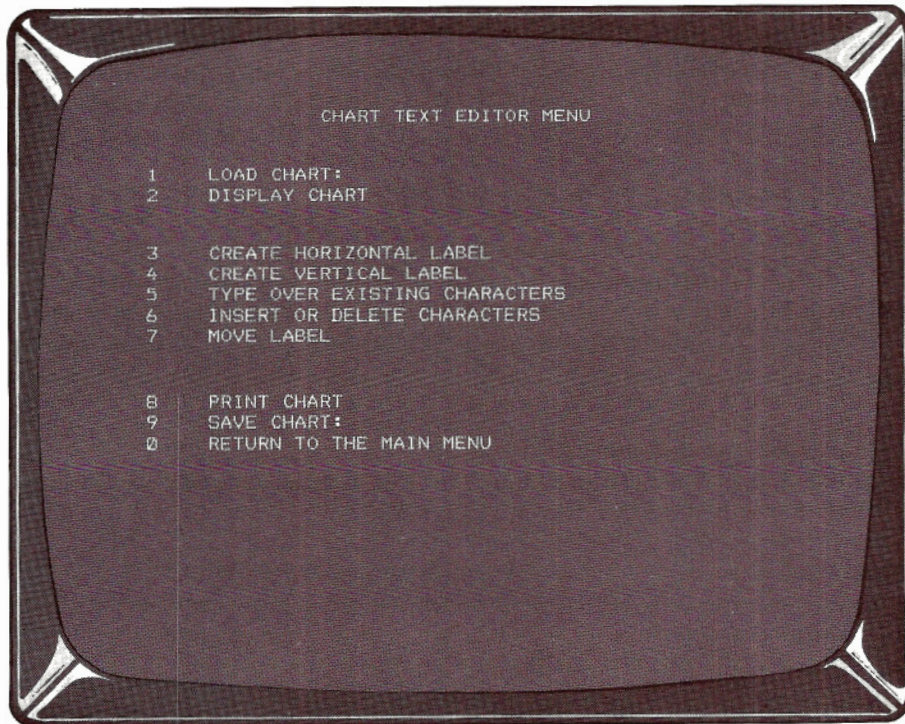 CHART TEXT EDITOR MENU
1 LOAD CHART:
2 DISPLAY CHART
3 CREATE HORIZONTAL LABEL
4 CREATE VERTICAL LABEL
5 TYPE OVER EXISTING CHARACTERS
6 INSERT OR DELETE CHARACTERS
7 MOVE LABEL
8 PRINT CHART
9 SAVE CHART:
0 RETURN TO THE MAIN MENU